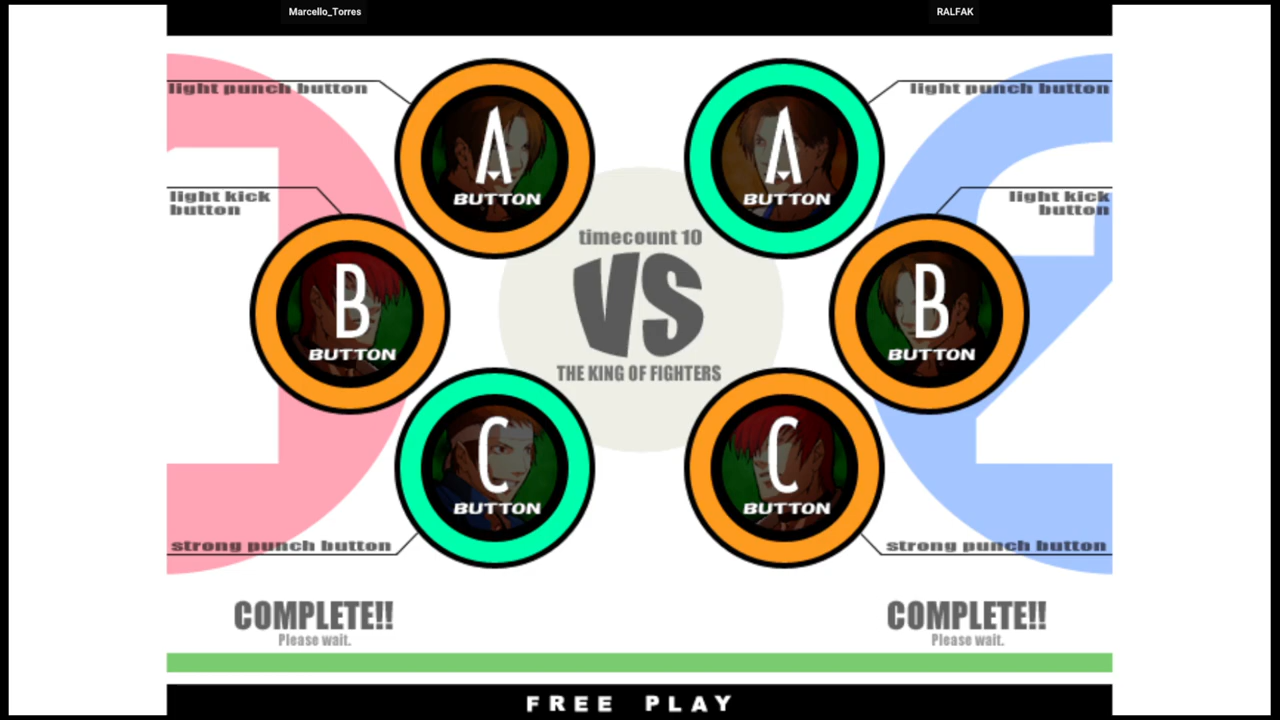 Marcello_Torres
RALFAK
light punch button
A
BUTTON
A
BUTTON
light punch button
light kick
button
B
BUTTON
timecount 10
VS
THE KING OF FIGHTERS
light kick
button
B
BUTTON
strong punch button
C
BUTTON
C
BUTTON
strong punch button
COMPLETE!!
Please wait.
COMPLETE!!
Please wait.
FREE PLAY
1
2